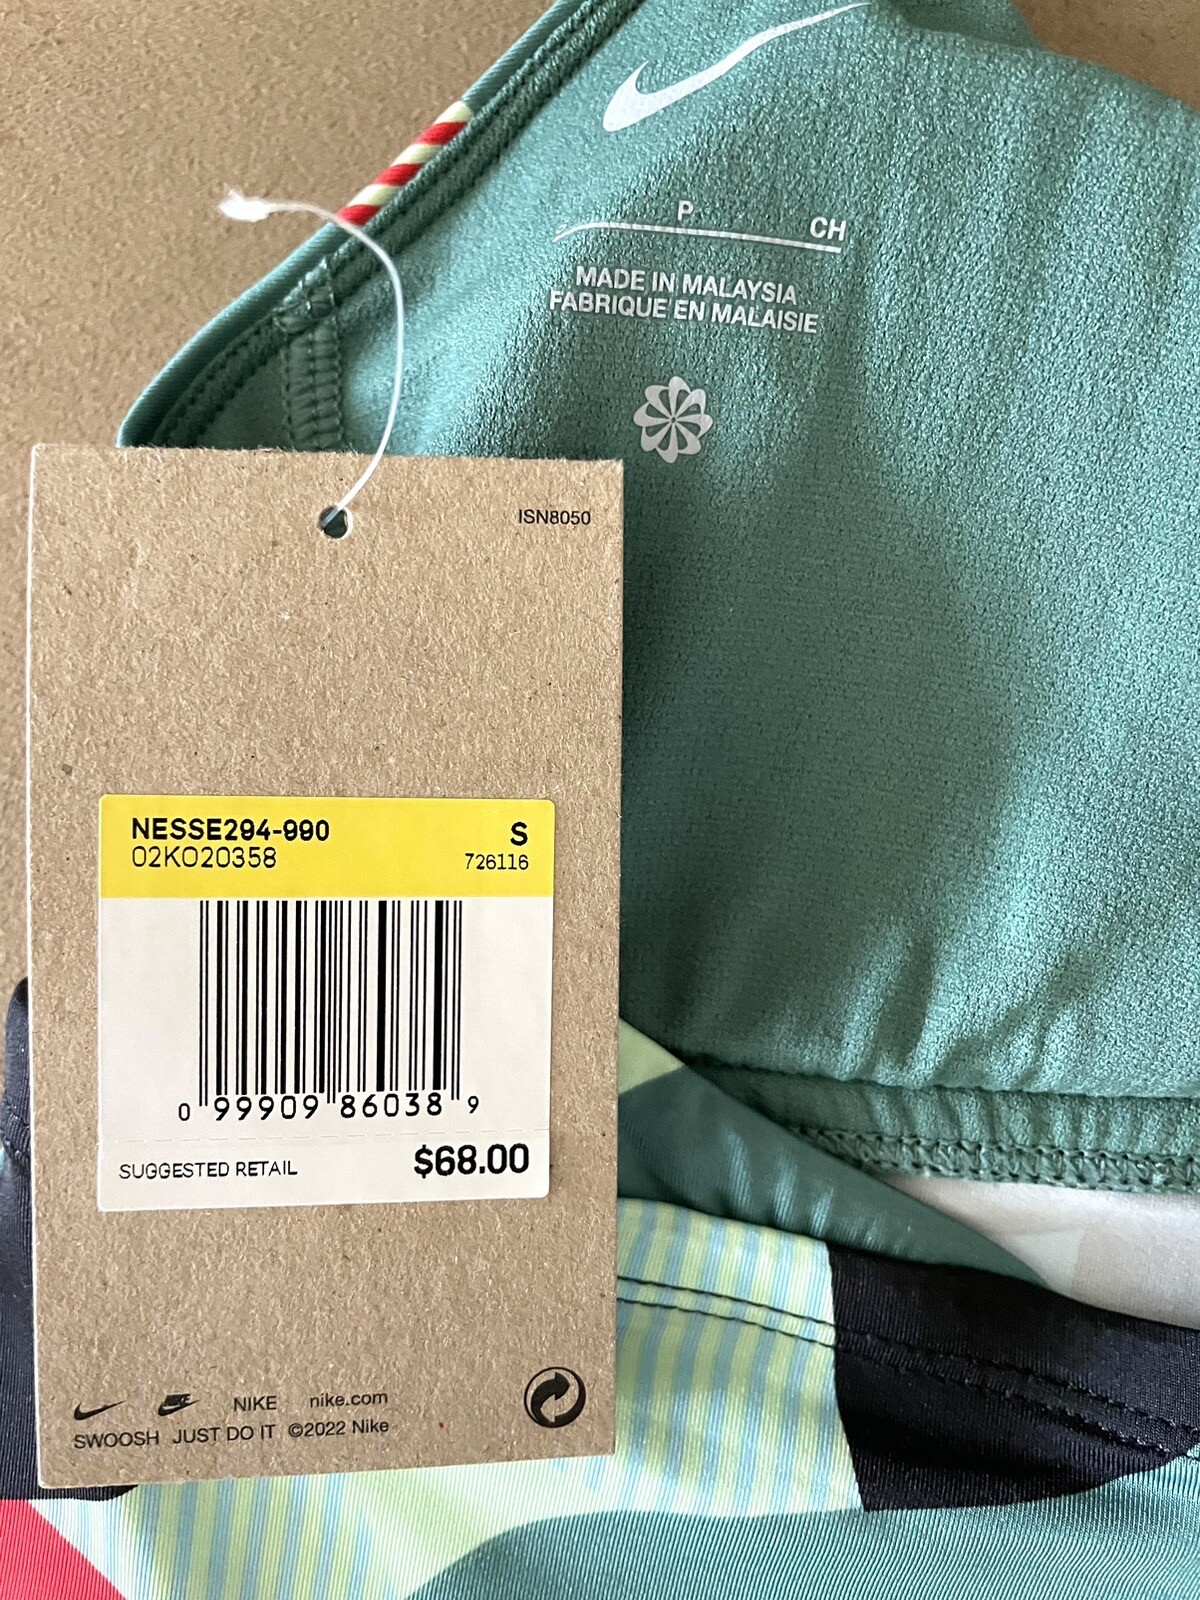 P
CH
MADE IN MALAYSIA
FABRIQUE EN MALAISIE
ISN8050
NESSE294-990
S
02KO20358
726116
0 99909 86038 9
SUGGESTED RETAIL
$68.00
NIKE nike.com
SWOOSH JUST DO IT ©2022 Nike